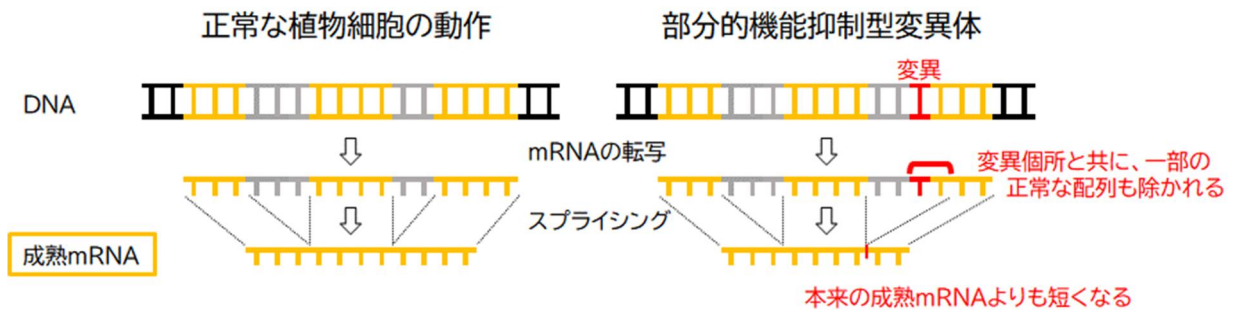 正常な植物細胞の動作
部分的機能抑制型変異体
変異
DNA
mRNAの転写
変異個所と共に、一部の
正常な配列も除かれる
スプライシング
成熟mRNA
本来の成熟mRNAよりも短くなる